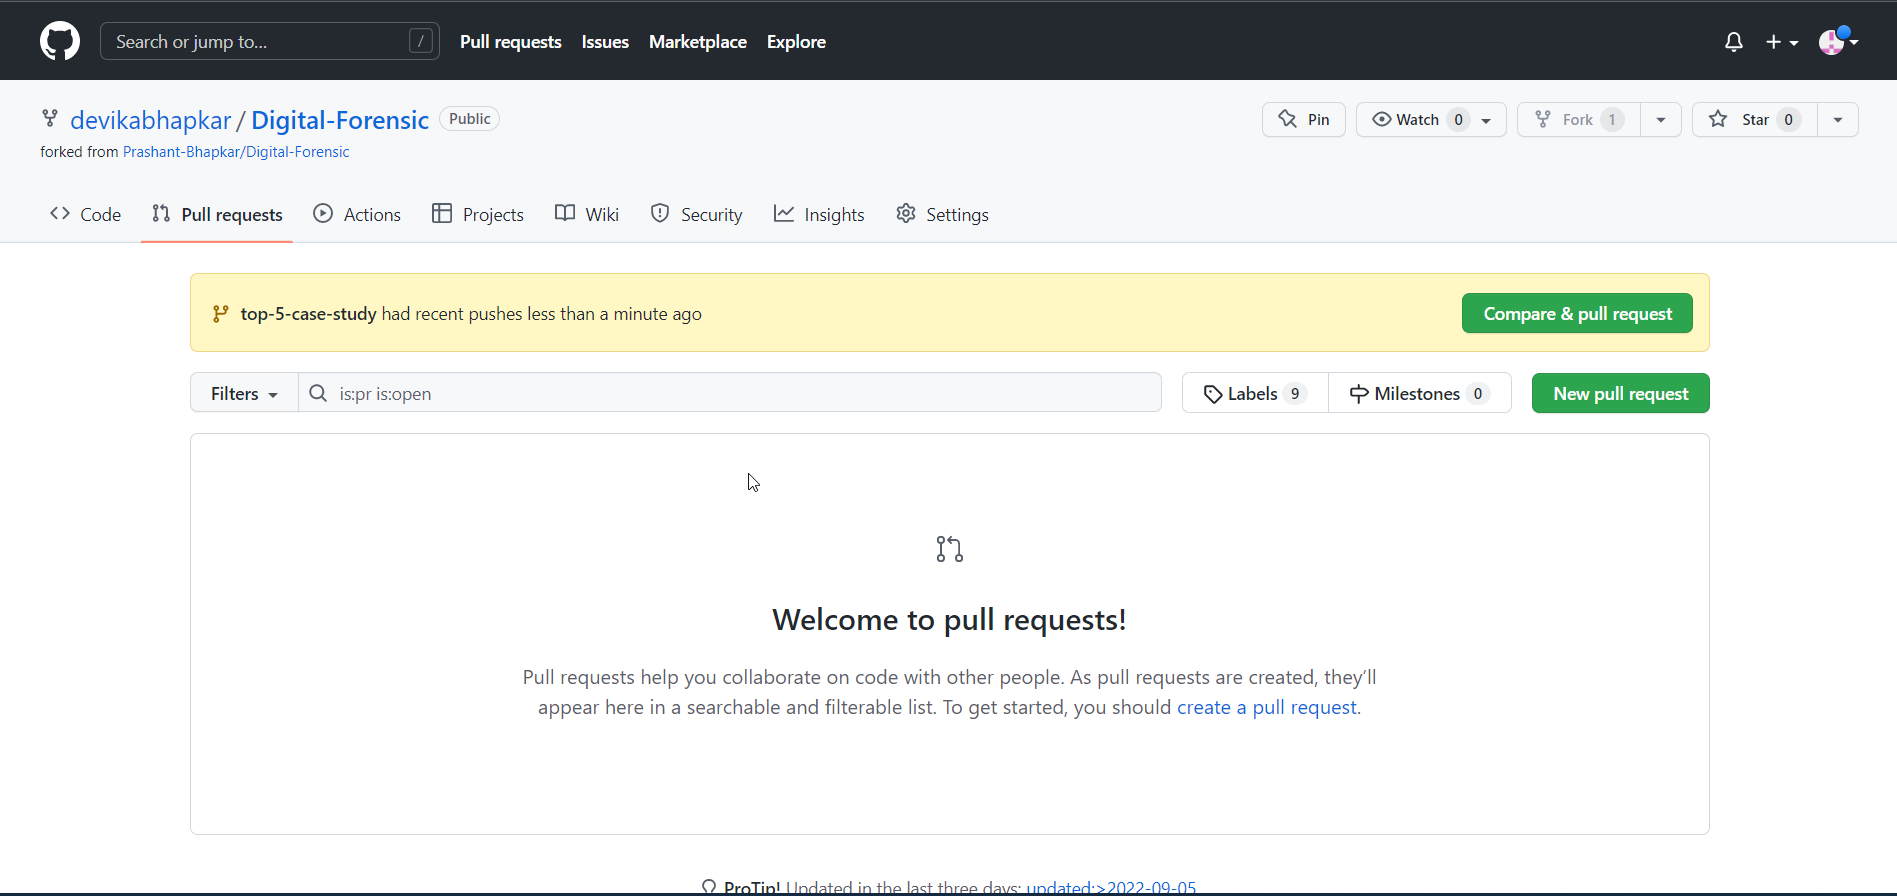 Search or jump to... /
Pull requests Issues Marketplace Explore
devikabhapkar / Digital-Forensic Public
Pin Watch 0 Fork 1 Star 0
forked from Prashant-Bhapkar/Digital-Forensic
Code Pull requests Actions Projects Wiki Security Insights Settings
top-5-case-study had recent pushes less than a minute ago
Compare & pull request
Filters is:pr is:open Labels 9 Milestones 0 New pull request
Welcome to pull requests!
Pull requests help you collaborate on code with other people. As pull requests are created, they’ll
appear here in a searchable and filterable list. To get started, you should create a pull request.
ProTip! Updated in the last three days: updated:>2022-09-05